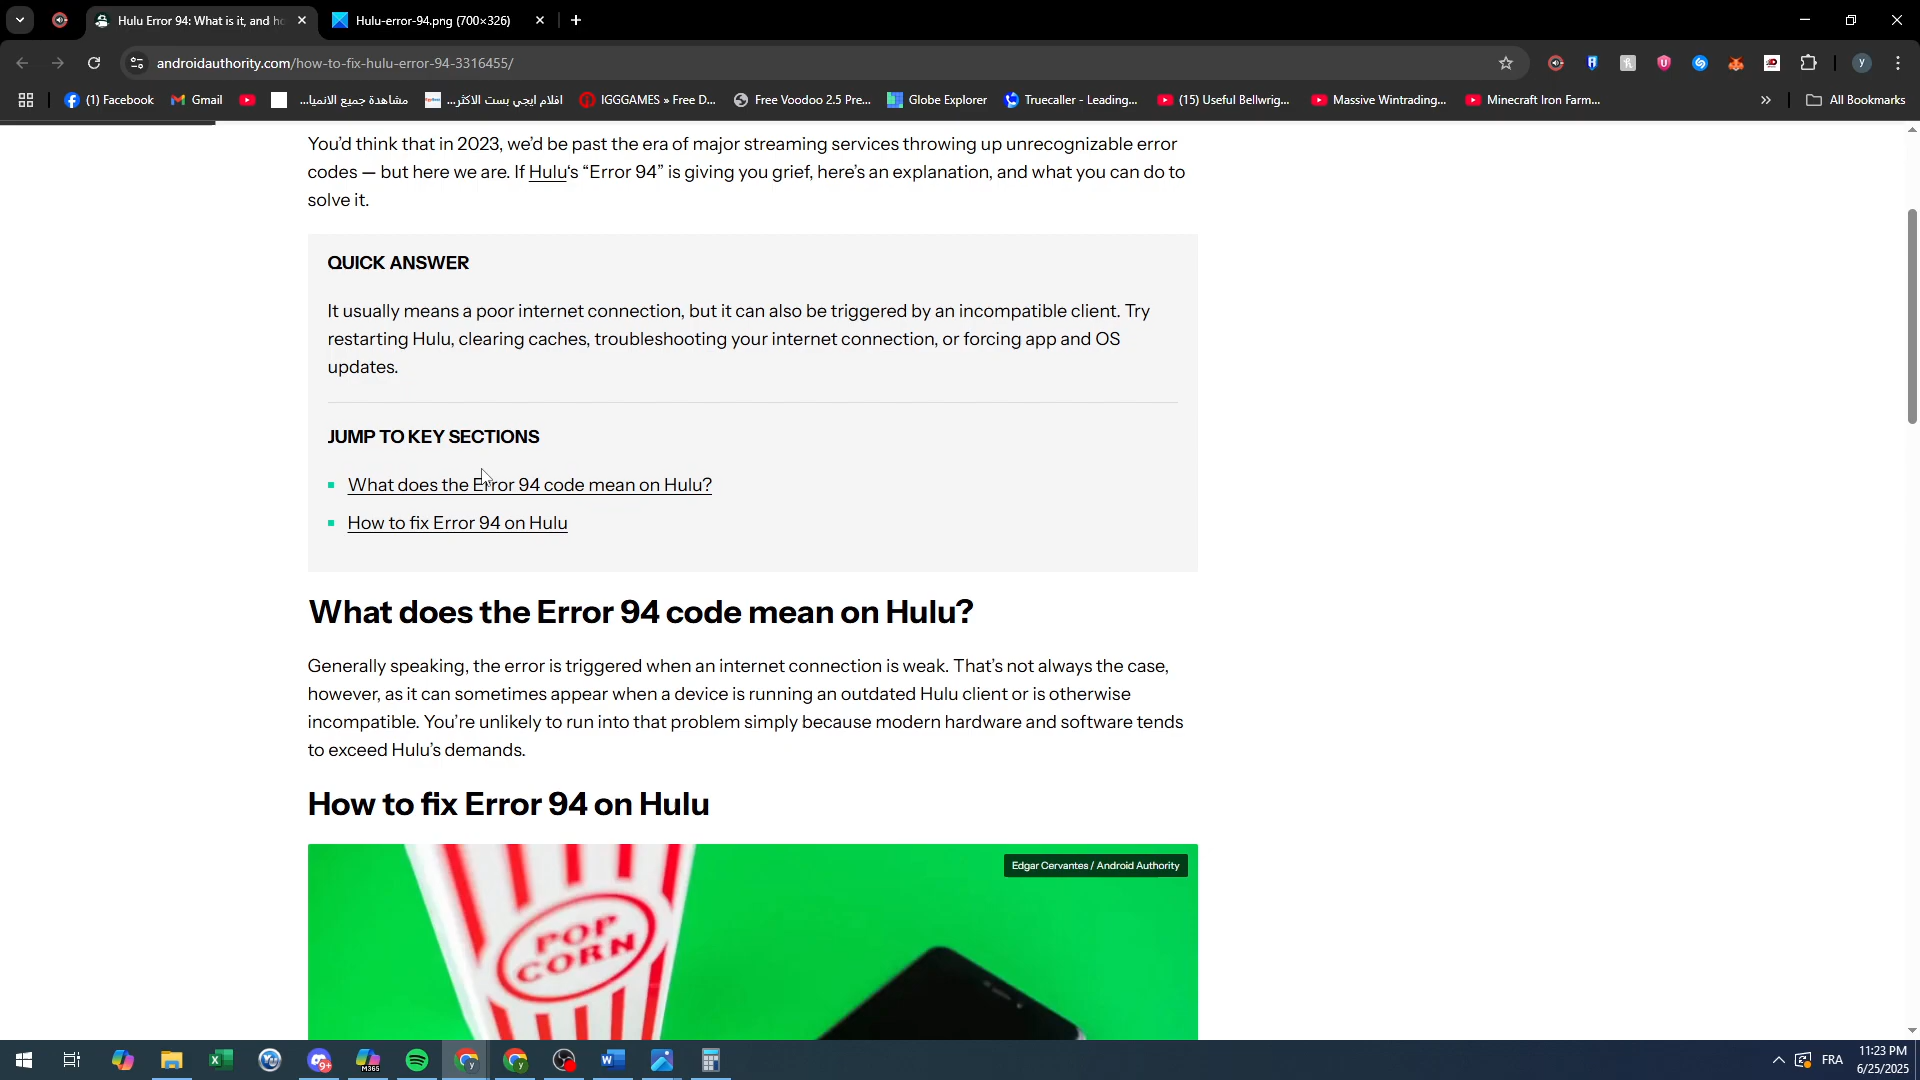 Hulu Error 94: What is it, and he
Hulu-error-94.png (700×326)
androidauthority.com/how-to-fix-hulu-error-94-3316455/
y
(1) Facebook
Gmail
مشاهدة جميع الانميا...
افلام ايجي بست الاكثر...
IGGGAMES » Free D...
Free Voodoo 2.5 Pre...
Globe Explorer
Truecaller - Leading...
(15) Useful Bellwrig...
Massive Wintrading...
Minecraft Iron Farm...
All Bookmarks
You’d think that in 2023, we’d be past the era of major streaming services throwing up unrecognizable error
codes — but here we are. If Hulu‘s “Error 94” is giving you grief, here’s an explanation, and what you can do to
solve it.
QUICK ANSWER
It usually means a poor internet connection, but it can also be triggered by an incompatible client. Try
restarting Hulu, clearing caches, troubleshooting your internet connection, or forcing app and OS
updates.
JUMP TO KEY SECTIONS
What does the Error 94 code mean on Hulu?
How to fix Error 94 on Hulu
What does the Error 94 code mean on Hulu?
Generally speaking, the error is triggered when an internet connection is weak. That’s not always the case,
however, as it can sometimes appear when a device is running an outdated Hulu client or is otherwise
incompatible. You’re unlikely to run into that problem simply because modern hardware and software tends
to exceed Hulu’s demands.
How to fix Error 94 on Hulu
Edgar Cervantes / Android Authority
POP
CORN
9+
M365
FRA
11:23 PM
6/25/2025